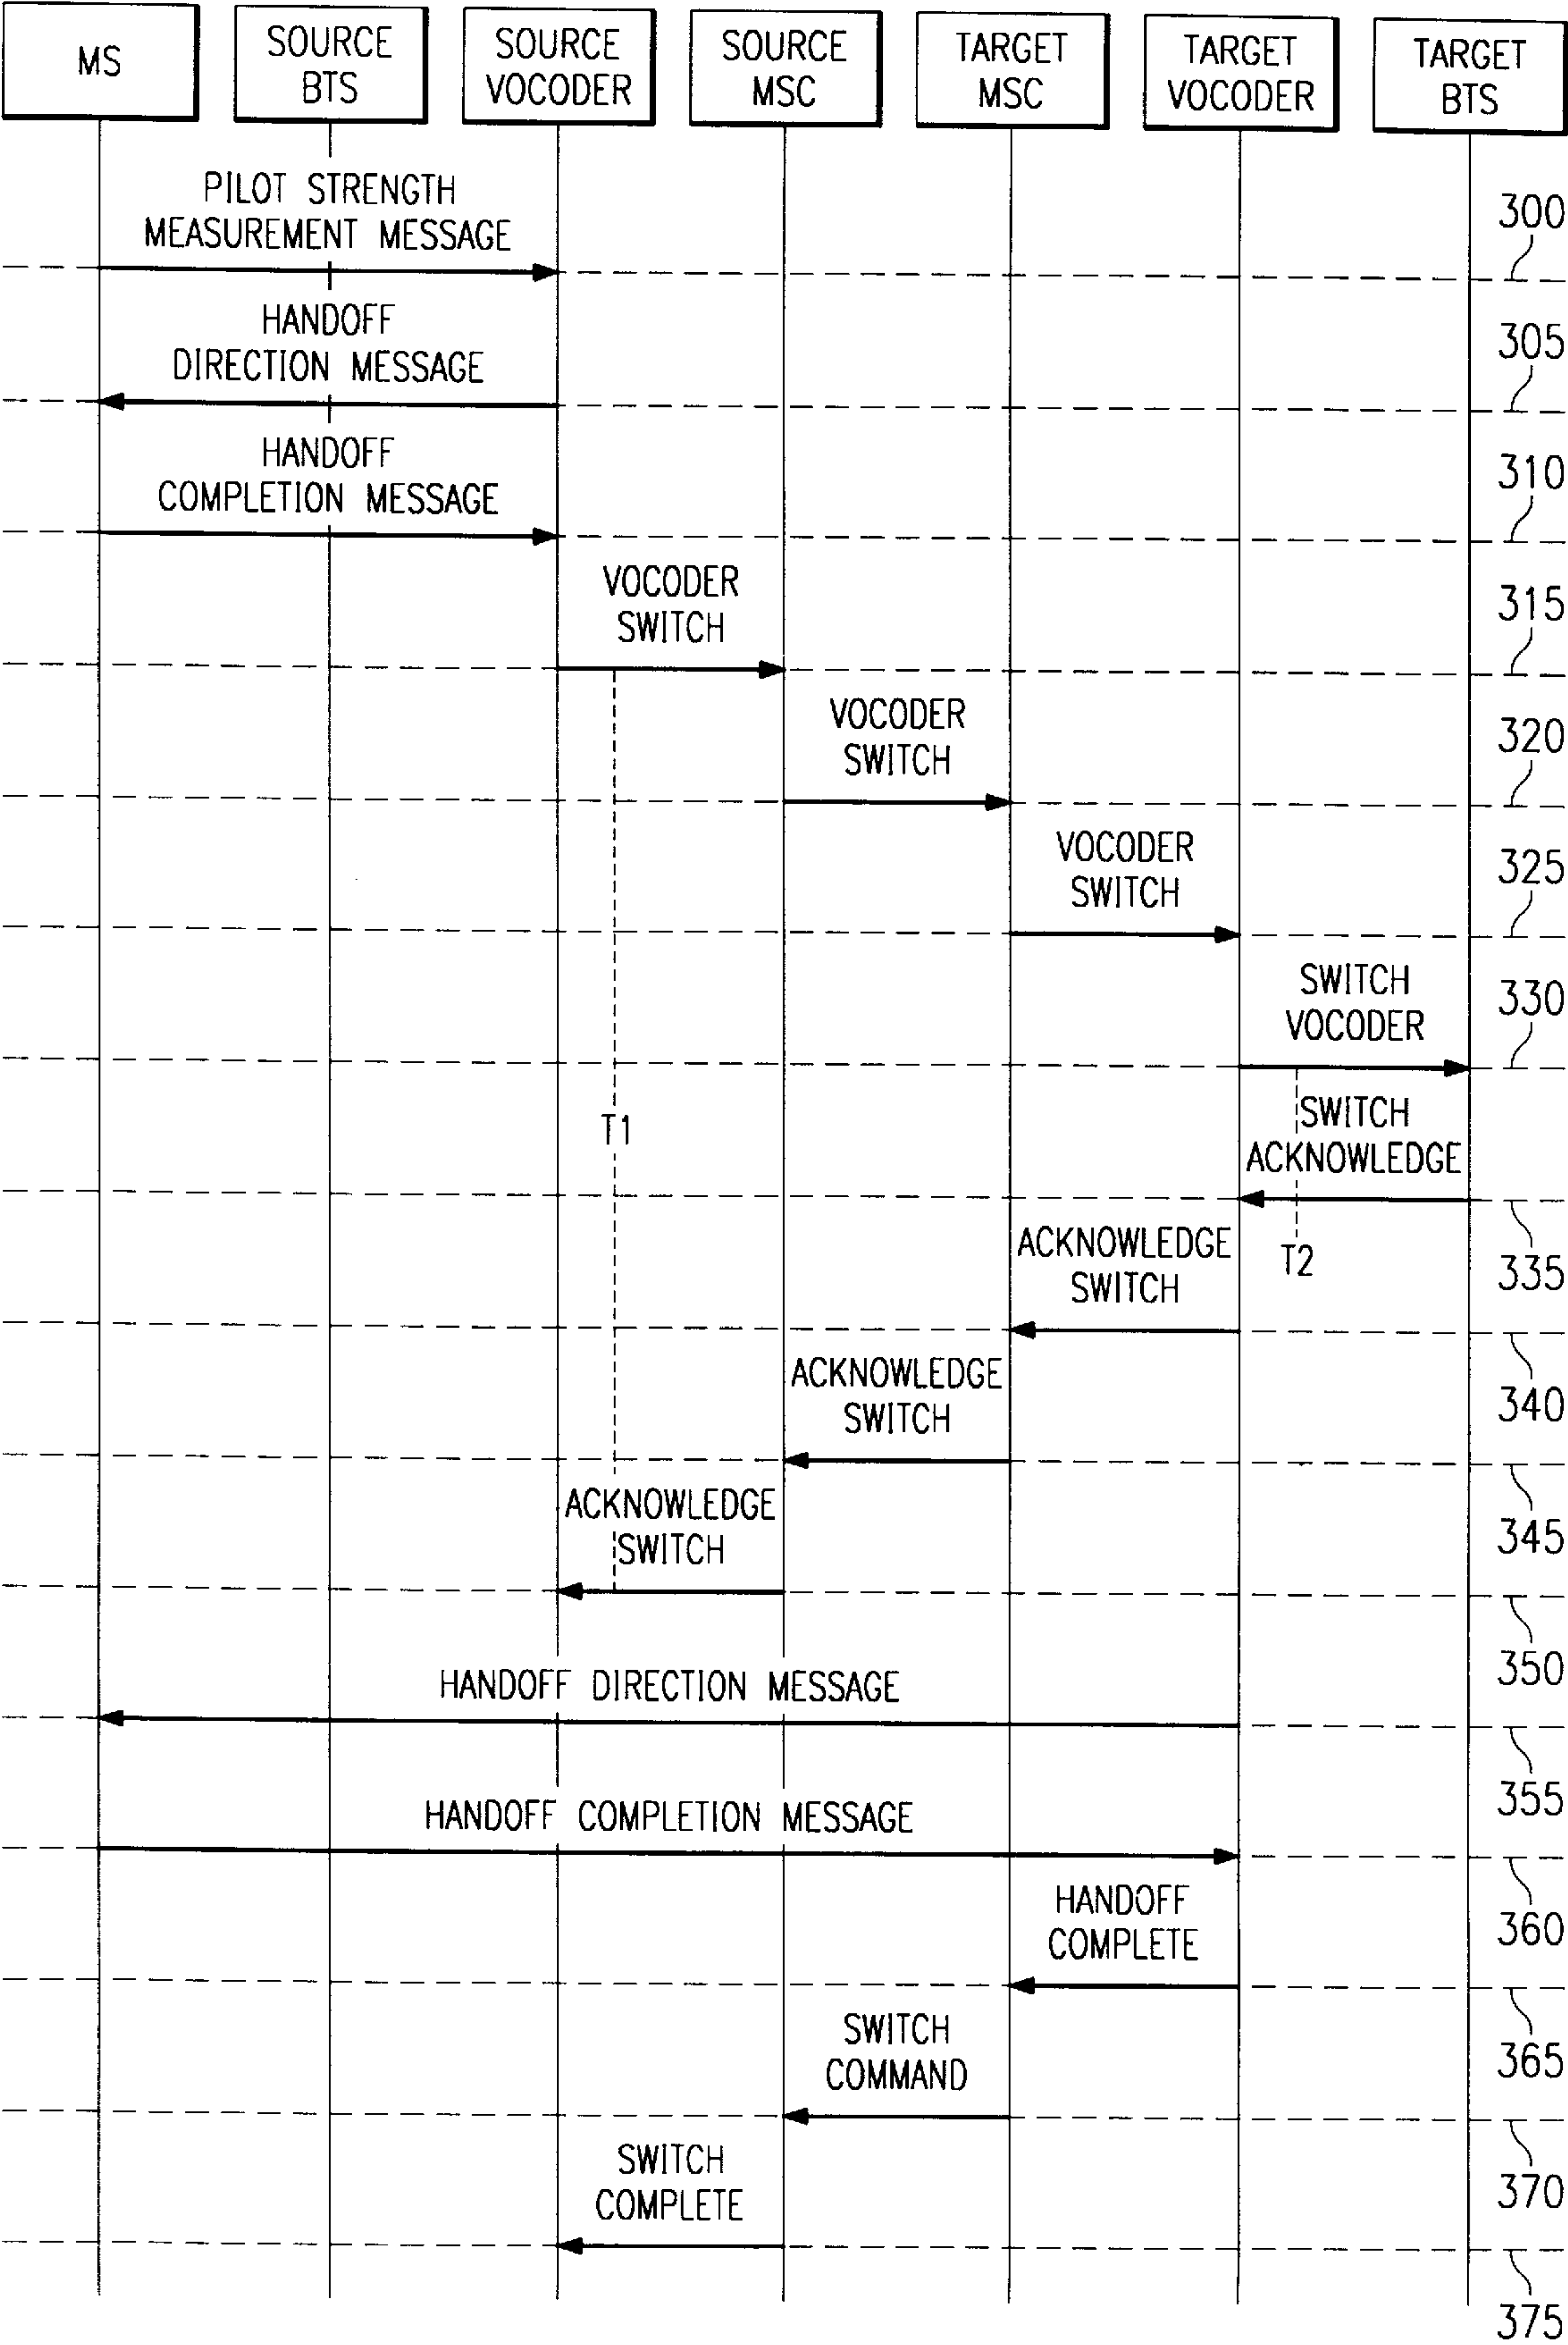 MS
SOURCE
BTS
SOURCE
VOCODER
SOURCE
MSC
TARGET
MSC
TARGET
VOCODER
TARGET
BTS
PILOT STRENGTH
MEASUREMENT MESSAGE
300
HANDOFF
DIRECTION MESSAGE
305
HANDOFF
COMPLETION MESSAGE
310
VOCODER
SWITCH
315
VOCODER
SWITCH
320
VOCODER
SWITCH
325
SWITCH
VOCODER
330
T1
SWITCH
ACKNOWLEDGE
335
T2
ACKNOWLEDGE
SWITCH
340
ACKNOWLEDGE
SWITCH
345
ACKNOWLEDGE
SWITCH
350
HANDOFF DIRECTION MESSAGE
355
HANDOFF COMPLETION MESSAGE
360
HANDOFF
COMPLETE
365
SWITCH
COMMAND
370
SWITCH
COMPLETE
375